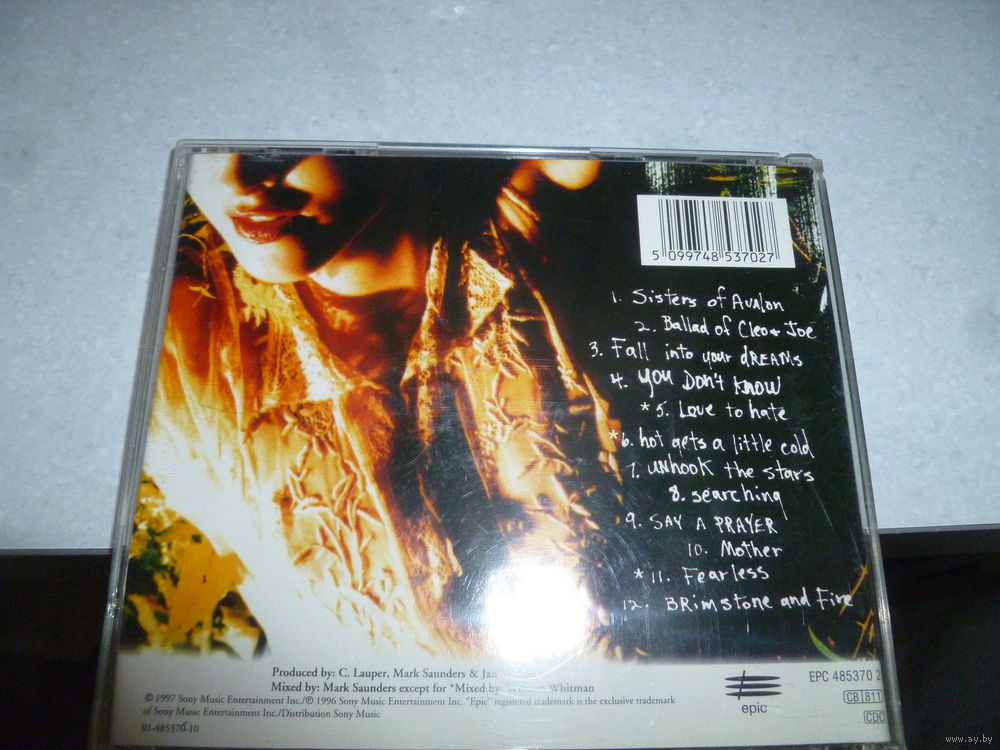 5 099748 537027
1. Sisters of Avalon
2. Ballad of Cleo + Joe
3. Fall into your dREAMs
4. you Don't KNOW
*5. Love to hate
*6. hot gets a little cold
7. UNHOOK the stars
8. searching
9. SAY A PRAYER
10. Mother
*11. Fearless
12. BRimstone and Fire
Produced by: C. Lauper, Mark Saunders & Jan
Mixed by: Mark Saunders except for *Mixed by: Whitman
© 1997 Sony Music Entertainment Inc./℗ 1996 Sony Music Entertainment Inc. "Epic" registered trademark is the exclusive trademark
of Sony Music Entertainment Inc./Distribution Sony Music
01-485370-10
epic
EPC 485370 2
CB 811
CDC
www.ay.by